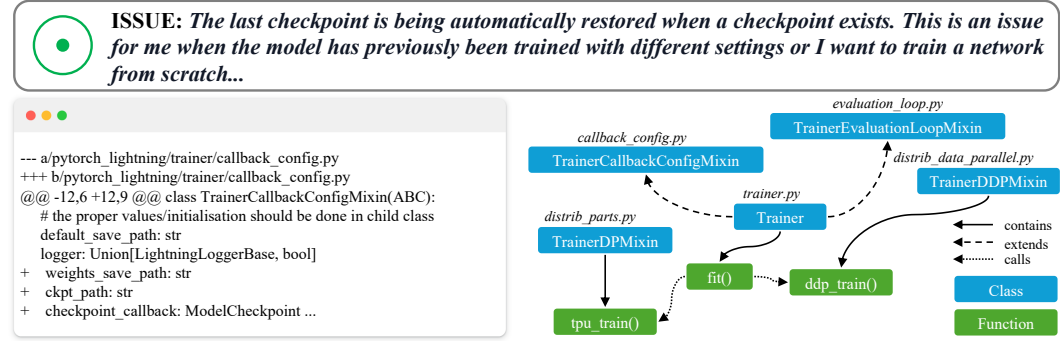 ISSUE: The last checkpoint is being automatically restored when a checkpoint exists. This is an issue
for me when the model has previously been trained with different settings or I want to train a network
from scratch...
--- a/pytorch_lightning/trainer/callback_config.py
+++ b/pytorch_lightning/trainer/callback_config.py
@@ -12,6 +12,9 @@ class TrainerCallbackConfigMixin(ABC):
# the proper values/initialisation should be done in child class
default_save_path: str
logger: Union[LightningLoggerBase, bool]
+ weights_save_path: str
+ ckpt_path: str
+ checkpoint_callback: ModelCheckpoint ...
evaluation_loop.py
TrainerEvaluationLoopMixin
callback_config.py
TrainerCallbackConfigMixin
distrib_data_parallel.py
TrainerDDPMixin
trainer.py
Trainer
distrib_parts.py
TrainerDPMixin
contains
extends
calls
fit()
ddp_train()
Class
tpu_train()
Function